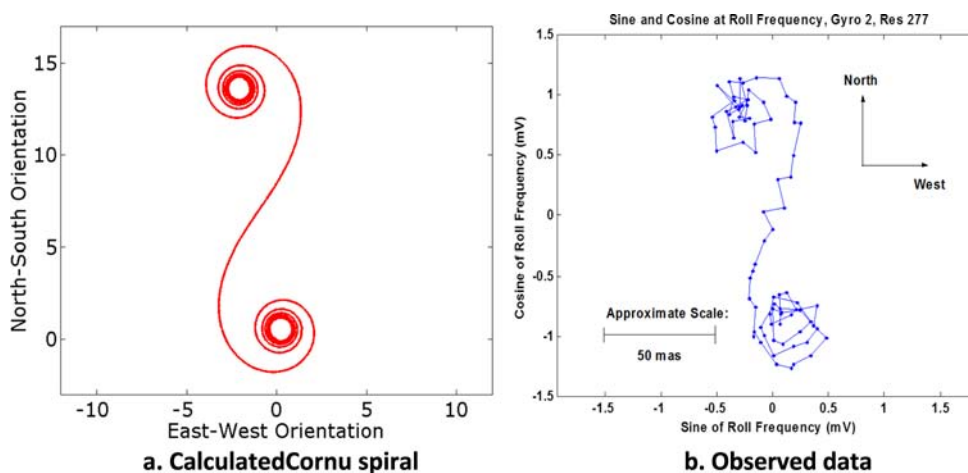 15
10
5
0
North-South Orientation
-10
-5
0
5
10
East-West Orientation
a. CalculatedCornu spiral
Sine and Cosine at Roll Frequency, Gyro 2, Res 277
1.5
1
0.5
0
-0.5
-1
-1.5
Cosine of Roll Frequency (mV)
North
West
Approximate Scale:
50 mas
-1.5
-1
-0.5
0
0.5
1
1.5
Sine of Roll Frequency (mV)
b. Observed data